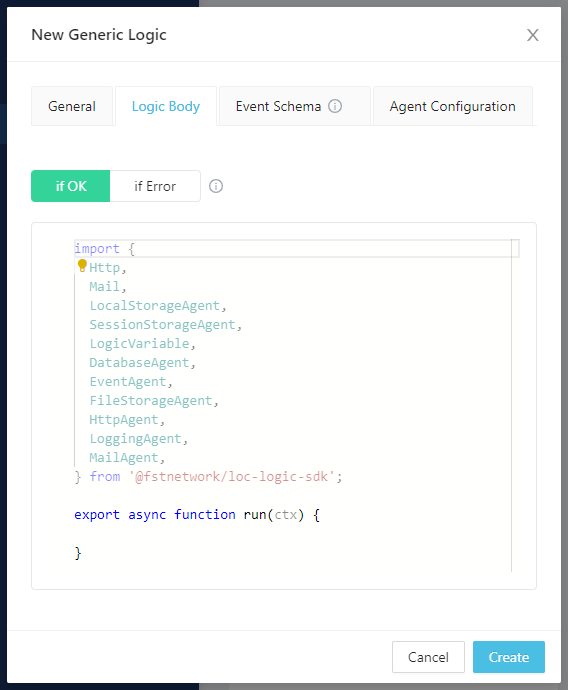 New Generic Logic
General
Logic Body
Event Schema
Agent Configuration
if OK
if Error
import {
  Http,
  Mail,
  LocalStorageAgent,
  SessionStorageAgent,
  LogicVariable,
  DatabaseAgent,
  EventAgent,
  FileStorageAgent,
  HttpAgent,
  LoggingAgent,
  MailAgent,
} from '@fstnetwork/loc-logic-sdk';
export async function run(ctx) {
}
Cancel
Create